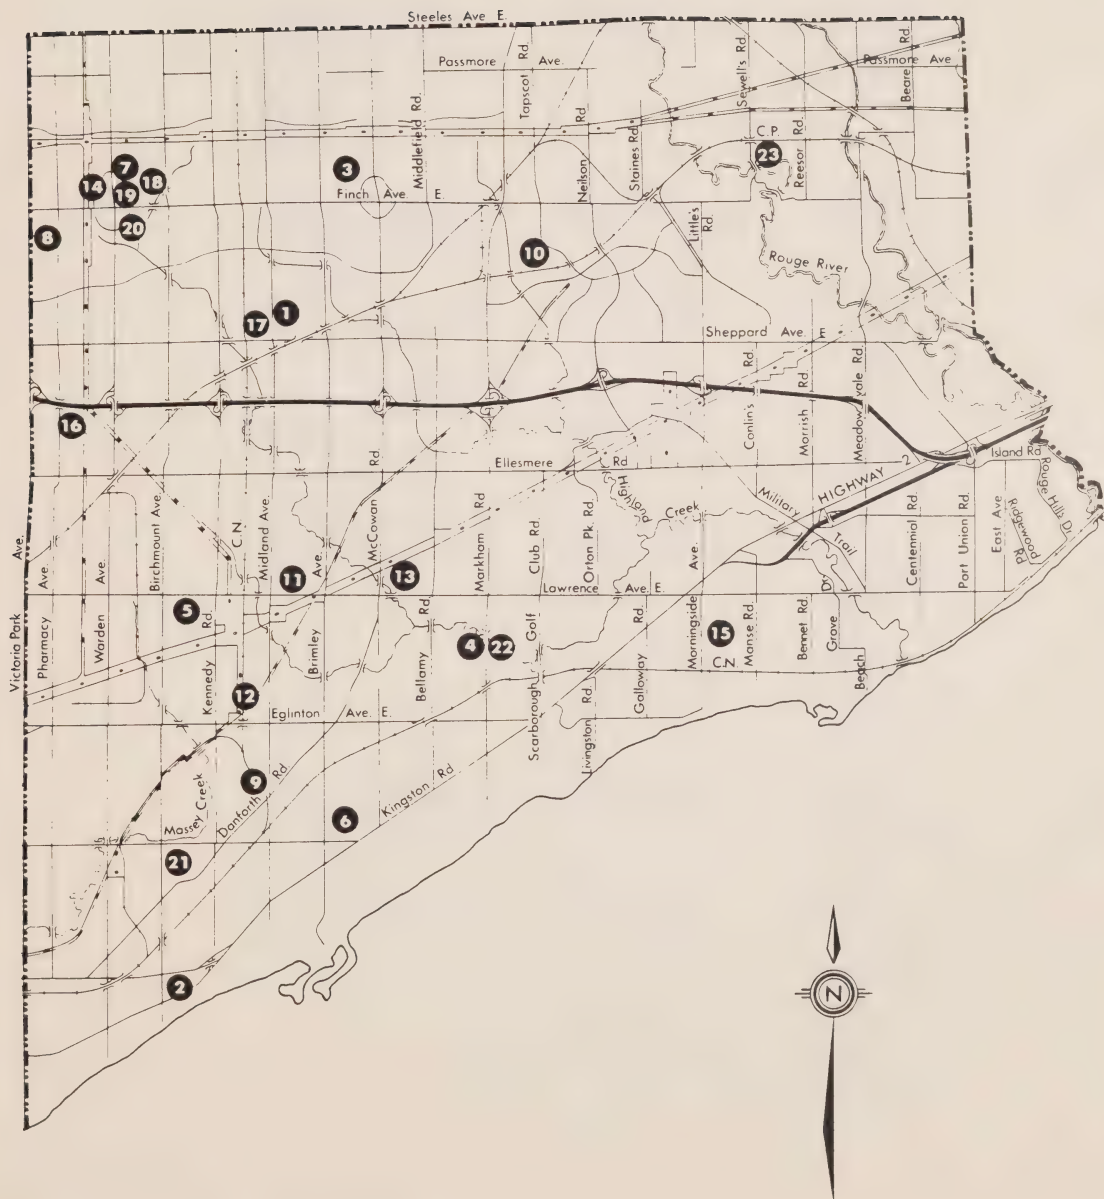 Steeles Ave E.
Passmore Ave.
Tapscot Rd.
Sewell's Rd.
Passmore Ave
Beare Rd.
Middlefield Rd.
Neilson Rd
Staines Rd.
C.P.
Reesor Rd.
7
14
18
19
3
23
Finch Ave E.
8
20
10
Little's Rd.
Rouge River
17
1
Sheppard Ave E
16
Conlin's Rd.
Morrish Rd.
Meadowvale Rd.
Ellesmere Rd
HIGHWAY 2
Island Rd
Rouge Hills Dr.
Highland Creek
Military Trail
Victoria Park Ave.
Pharmacy Ave.
Warden Ave.
Birchmount Ave.
C.N.
Midland Ave.
McCowan Rd.
Markham Rd
Club Rd.
Orton Pk. Rd.
Centennial Rd.
Port Union Rd.
East Ave
Rodgewa Rd
11
13
Lawrence Ave E.
5
4
22
15
Kennedy Rd.
Brimley Ave
Bellamy Rd.
Scarborough Golf
Galloway Rd.
Morningside Ave.
C.N.
Manse Rd.
Bennet Rd.
Beach Grove Dr.
12
Eglinton Ave. E.
Livingston Rd.
9
Massey Creek
Danforth Rd
Kingston Rd
6
21
2
N